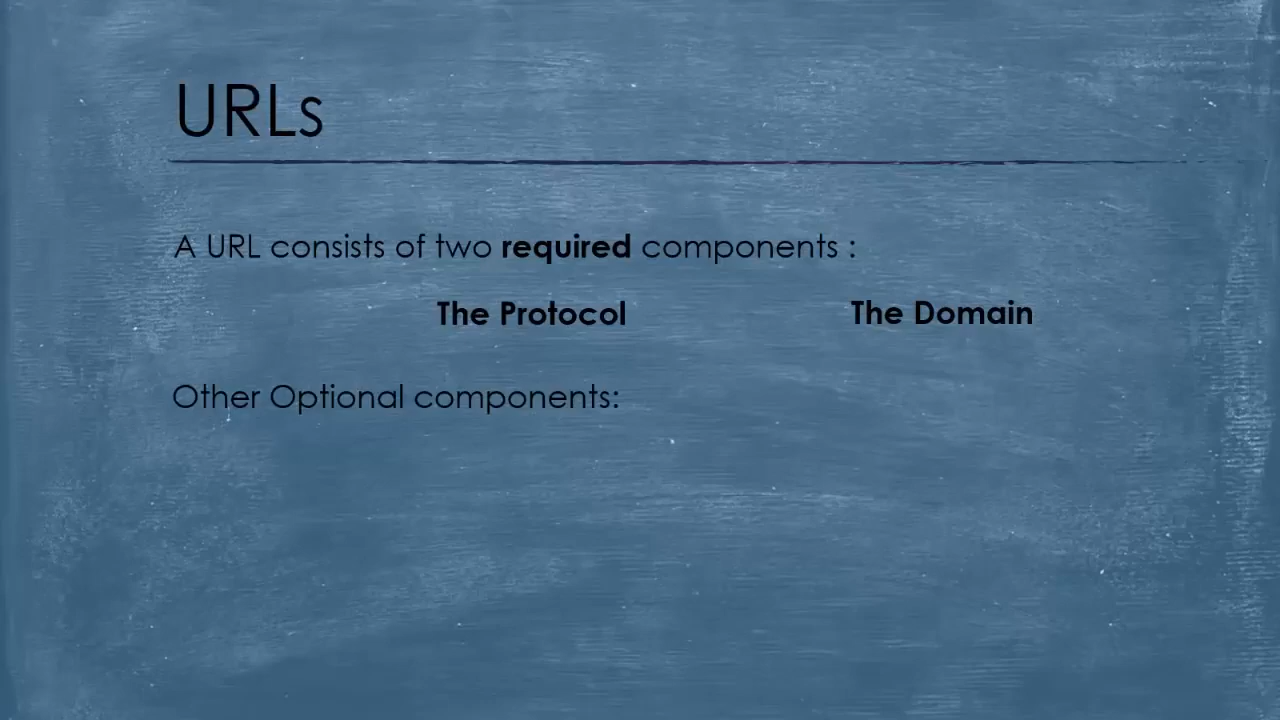 URLs
A URL consists of two required components :
The Protocol The Domain
Other Optional components: